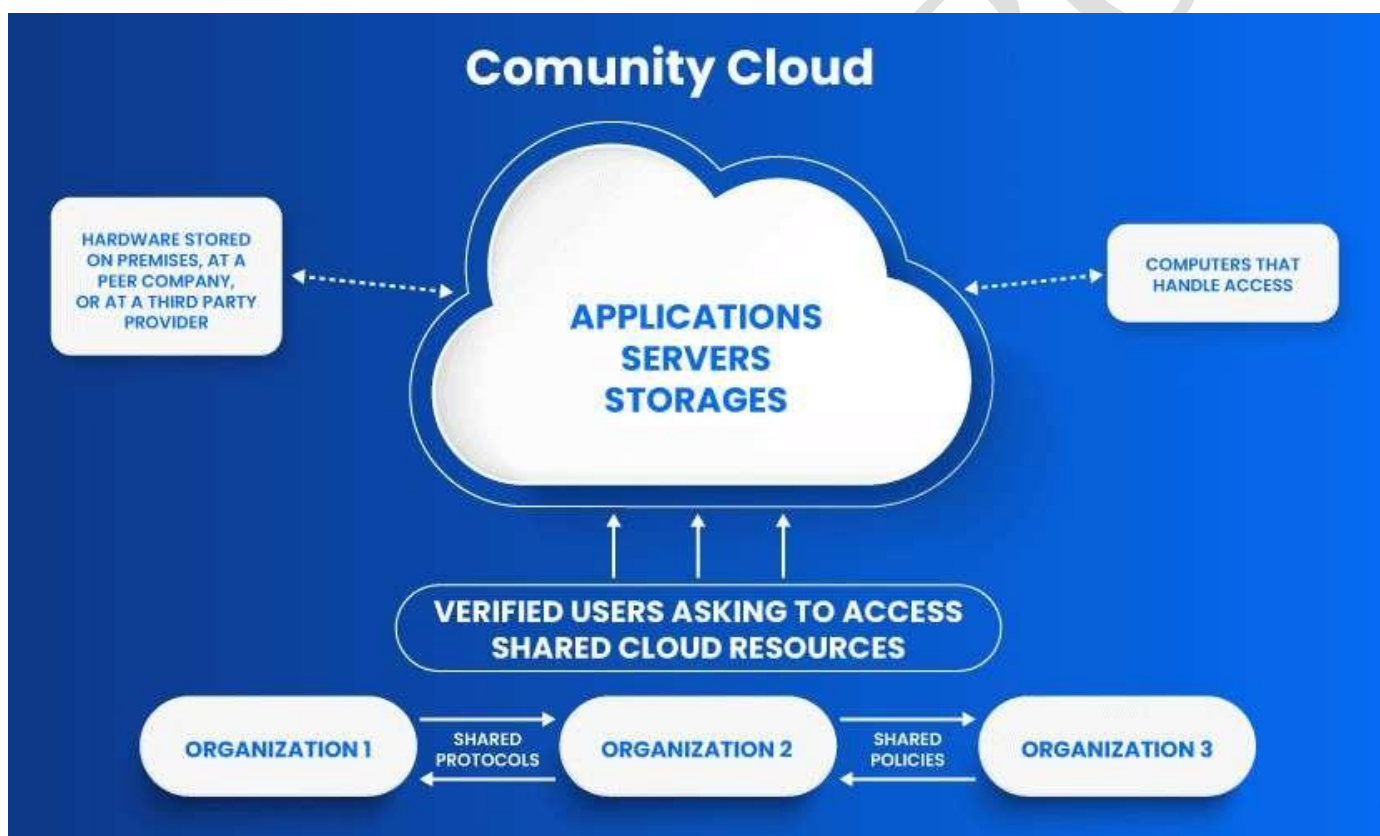 Comunity Cloud
HARDWARE STORED
ON PREMISES, AT A
PEER COMPANY,
OR AT A THIRD PARTY
PROVIDER
APPLICATIONS
SERVERS
STORAGES
COMPUTERS THAT
HANDLE ACCESS
VERIFIED USERS ASKING TO ACCESS
SHARED CLOUD RESOURCES
ORGANIZATION 1
SHARED
PROTOCOLS
ORGANIZATION 2
SHARED
POLICIES
ORGANIZATION 3